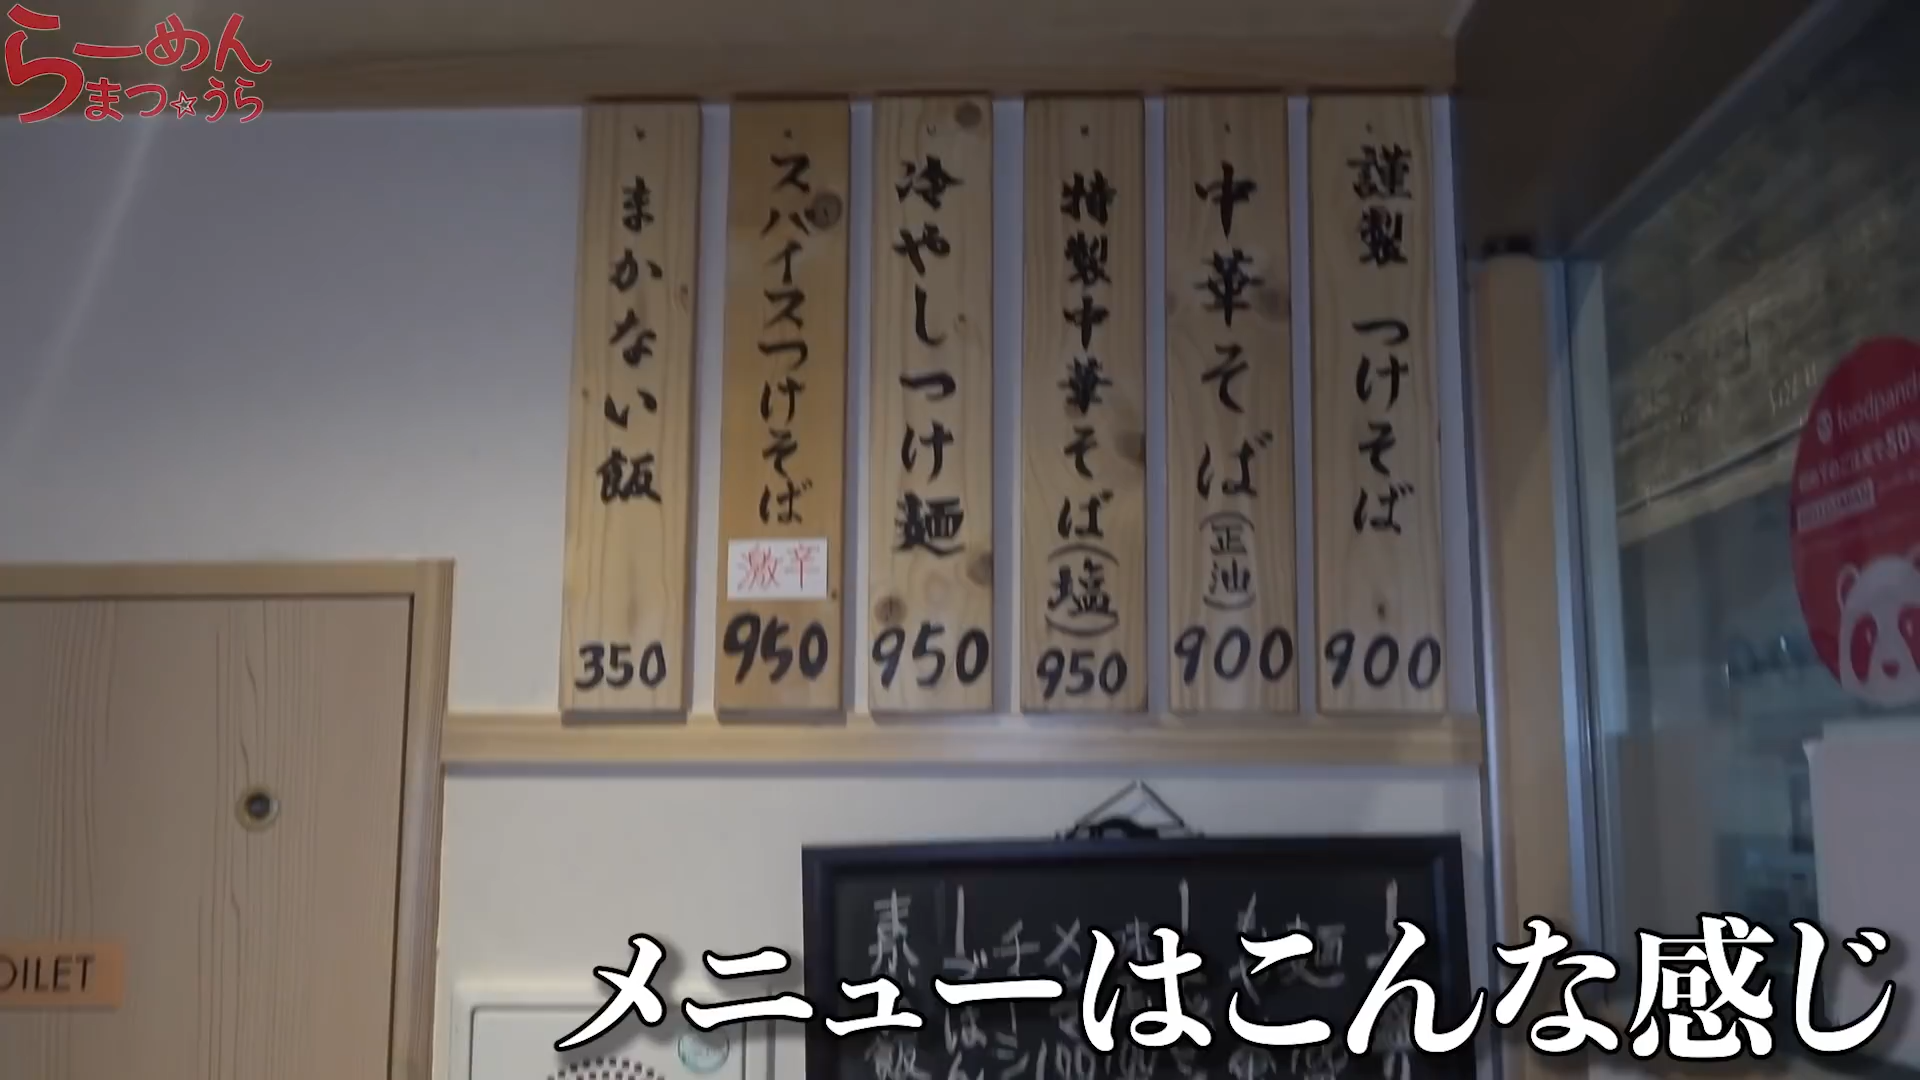 らーめん
まつ☆うら
謹製 つけそば
900
中華そば(正油)
900
特製中華そば(塩)
950
冷やしつけ麺
950
スパイスつけそば
激辛
950
まかない飯
350
foodpanda
OILET
メニューはこんな感じ